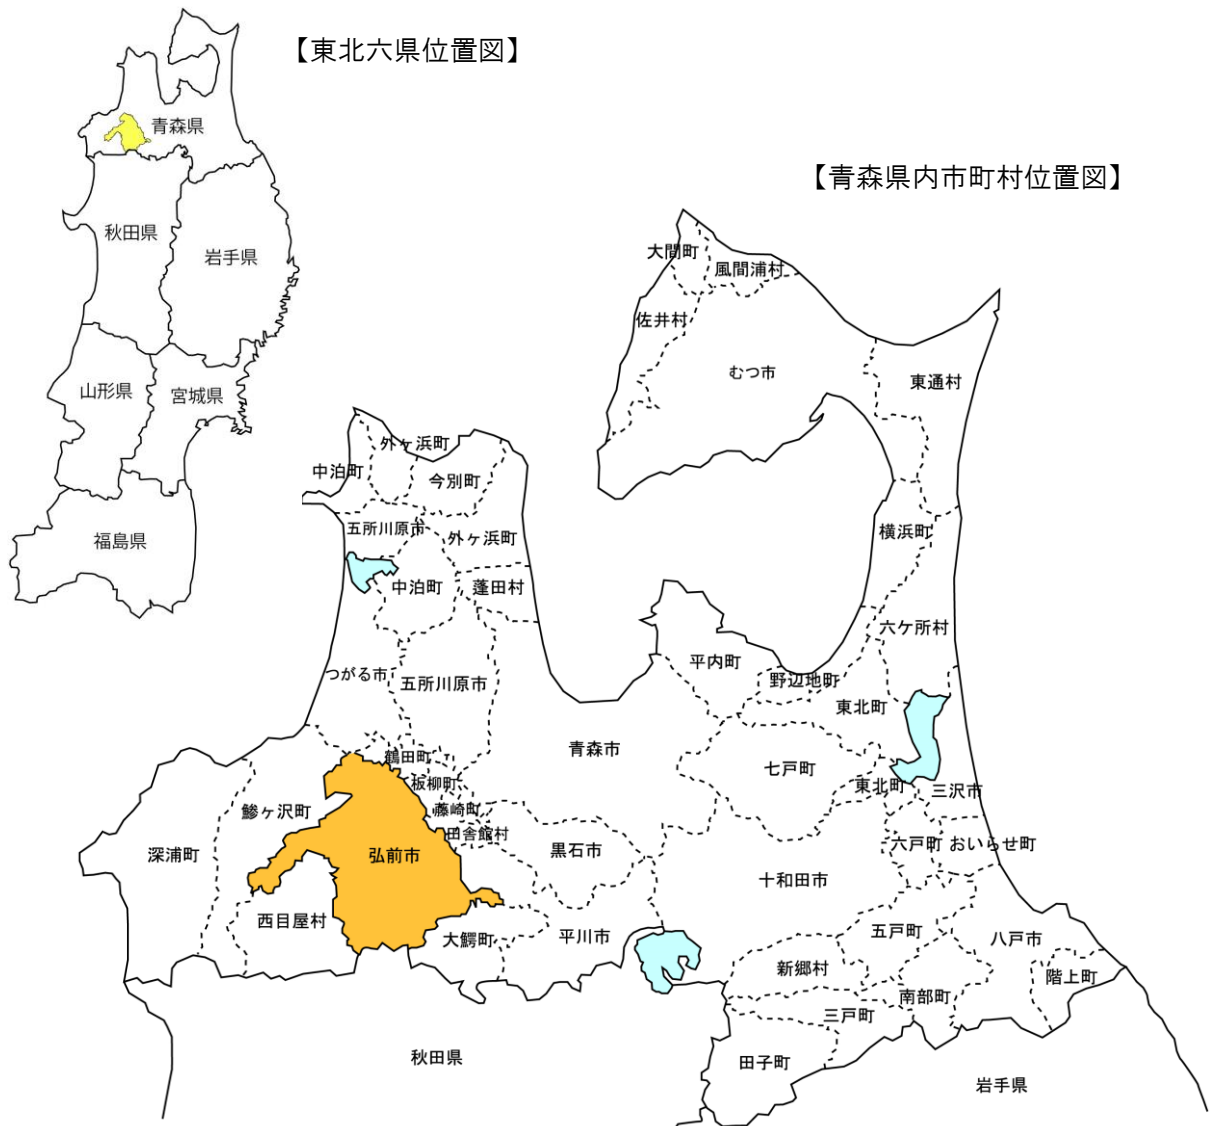 【東北六県位置図】
青森県
秋田県
岩手県
山形県
宮城県
福島県
【青森県内市町村位置図】
大間町
風間浦村
佐井村
むつ市
東通村
外ヶ浜町
中泊町
今別町
五所川原市
外ヶ浜町
横浜町
中泊町
蓬田村
六ケ所村
平内町
つがる市
五所川原市
野辺地町
東北町
青森市
鶴田町
七戸町
板柳町
東北町
三沢市
鰺ヶ沢町
藤崎町
田舎館村
六戸町
おいらせ町
深浦町
弘前市
黒石市
十和田市
西目屋村
大鰐町
平川市
五戸町
八戸市
新郷村
階上町
南部町
三戸町
秋田県
田子町
岩手県